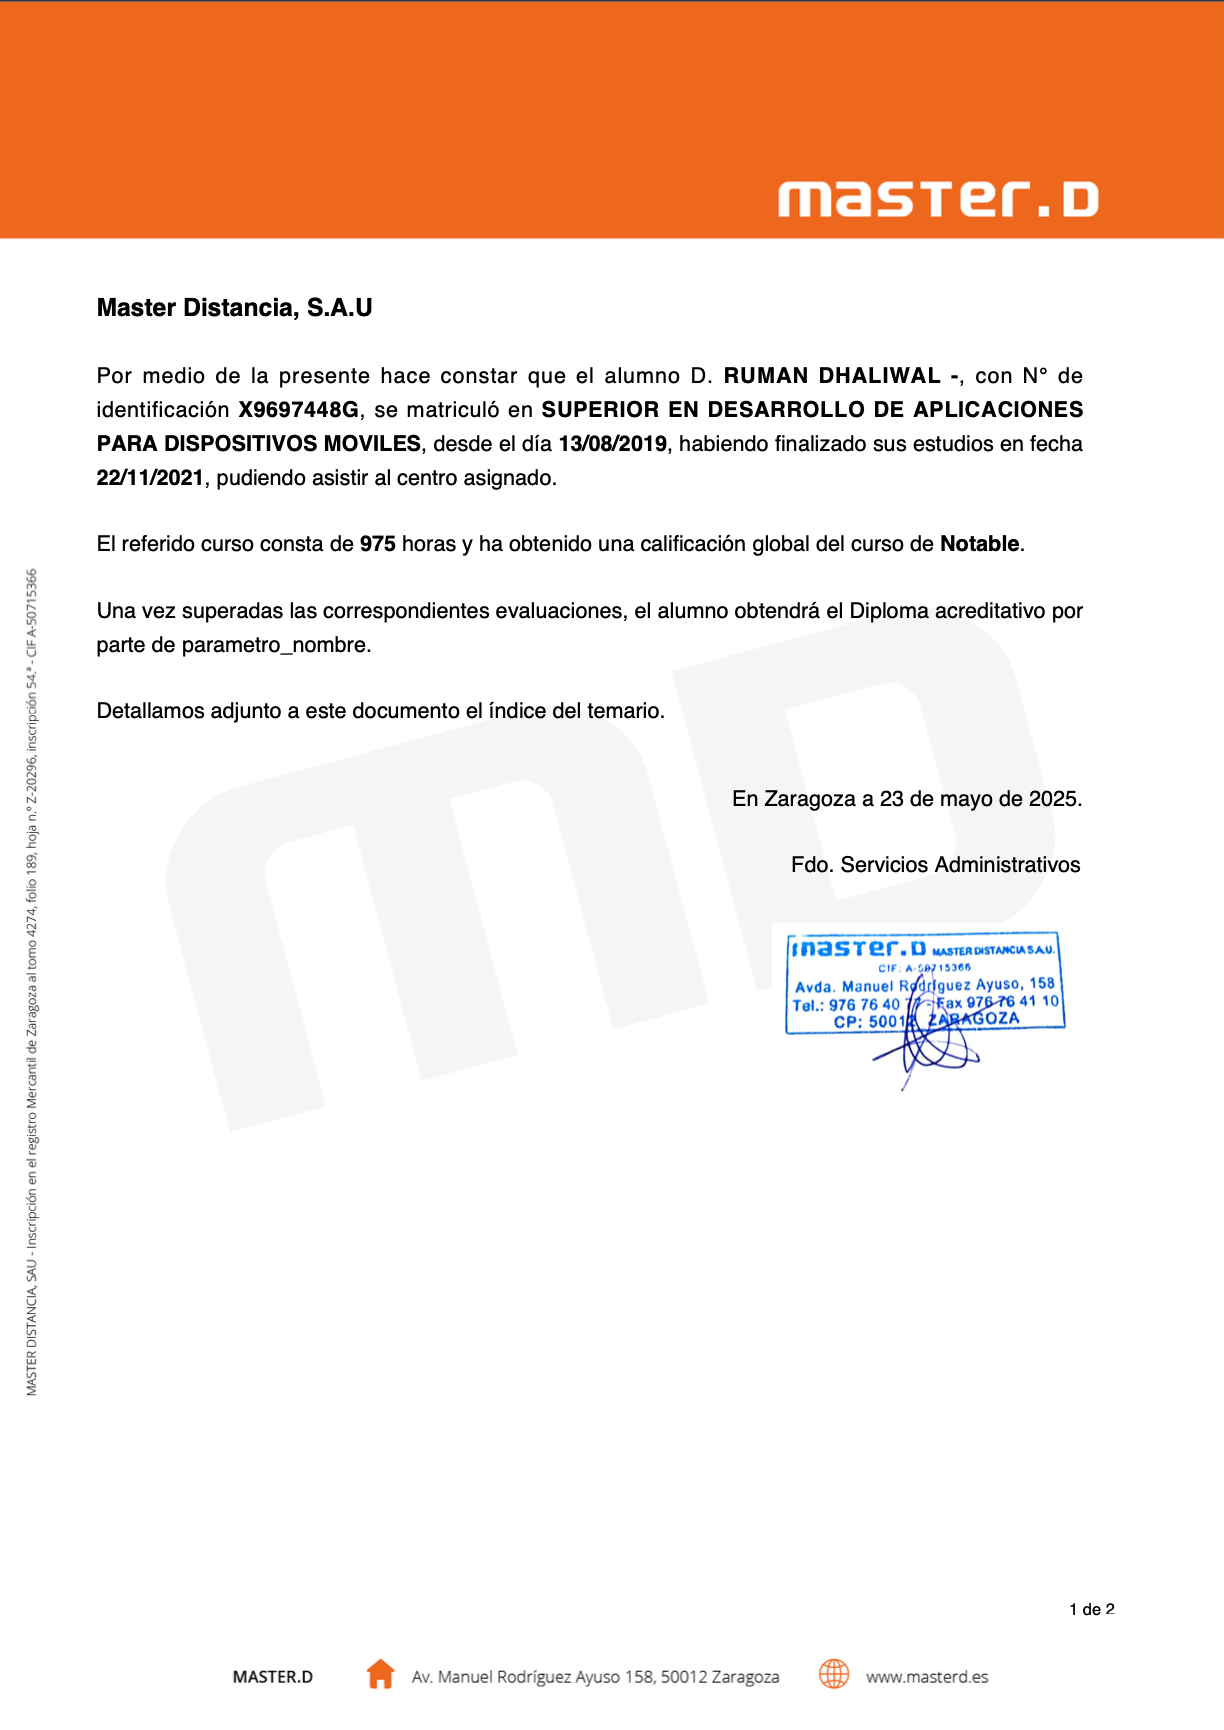 master.D
Master Distancia, S.A.U
Por medio de la presente hace constar que el alumno D. RUMAN DHALIWAL -, con N° de
identificación X9697448G, se matriculó en SUPERIOR EN DESARROLLO DE APLICACIONES
PARA DISPOSITIVOS MOVILES, desde el día 13/08/2019, habiendo finalizado sus estudios en fecha
22/11/2021, pudiendo asistir al centro asignado.
El referido curso consta de 975 horas y ha obtenido una calificación global del curso de Notable.
Una vez superadas las correspondientes evaluaciones, el alumno obtendrá el Diploma acreditativo por
parte de parametro_nombre.
Detallamos adjunto a este documento el índice del temario.
En Zaragoza a 23 de mayo de 2025.
Fdo. Servicios Administrativos
master.D MASTER DISTANCIA S.A.U.
CIF: A-50715366
Avda. Manuel Rodríguez Ayuso, 158
Tel.: 976 76 40 77 - Fax 976 76 41 10
CP: 50012 ZARAGOZA
MASTER DISTANCIA, SAU - Inscripción en el registro Mercantil de Zaragoza al tomo 4274, folio 189, hoja n.º Z-20296, inscripción 54.ª - CIF A-50715366
1 de 2
MASTER.D Av. Manuel Rodríguez Ayuso 158, 50012 Zaragoza www.masterd.es